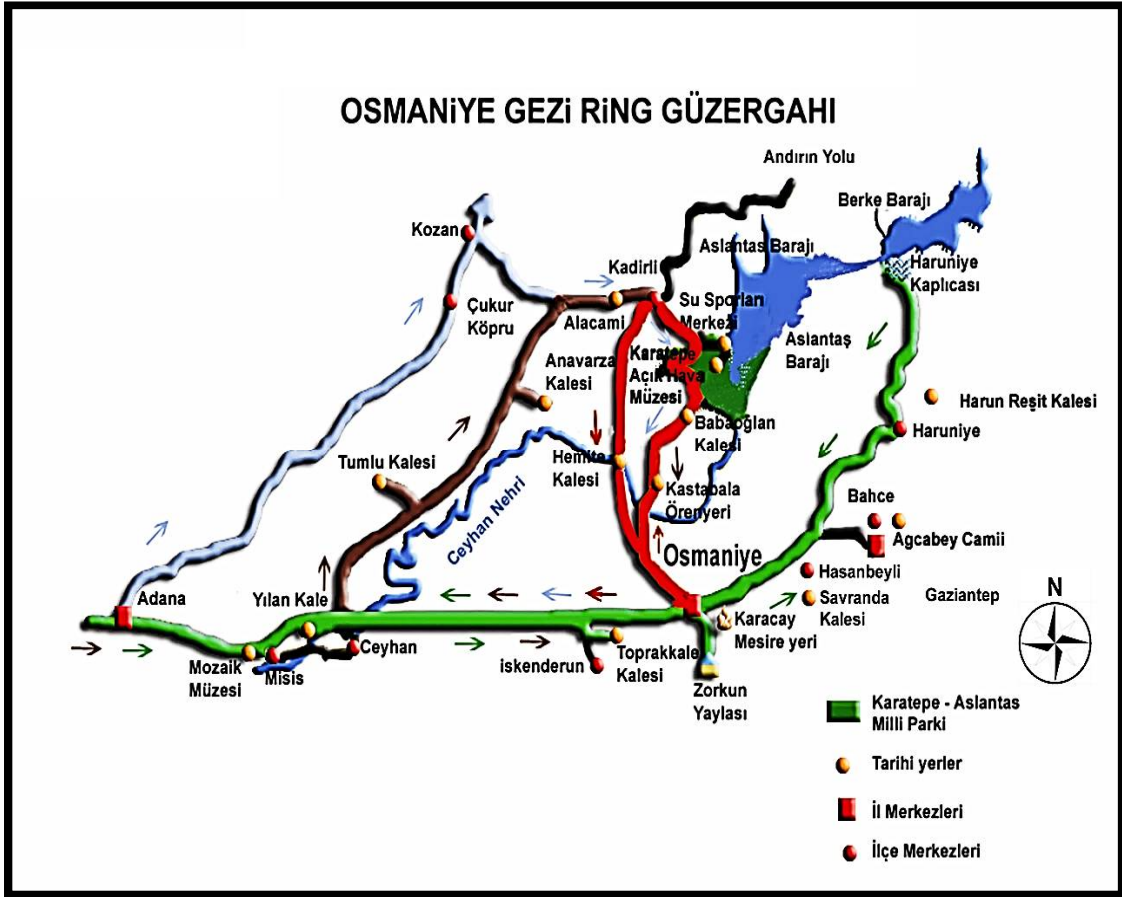 OSMANiYE GEZi RiNG GÜZERGAHI
Andırın Yolu
Berke Barajı
Kozan
Aslantas Barajı
Kadirli
Haruniye
Kaplıcası
Çukur
Köpru
Alacami
Su Sporları
Merkezi
Aslantaş
Barajı
Anavarza
Kalesi
Karatepe
Açık Hava
Müzesi
Harun Reşit Kalesi
Babaoğlan
Kalesi
Haruniye
Tumlu Kalesi
Hemite
Kalesi
Ceyhan Nehri
Kastabala
Örenyeri
Bahce
Agcabey Camii
Osmaniye
Hasanbeyli
Adana
Yılan Kale
Savranda
Kalesi
Gaziantep
N
Karacay
Mesire yeri
Ceyhan
Mozaik
Müzesi
Misis
iskenderun
Toprakkale
Kalesi
Zorkun
Yaylası
Karatepe - Aslantas
Milli Parki
Tarihi yerler
İl Merkezleri
İlçe Merkezleri